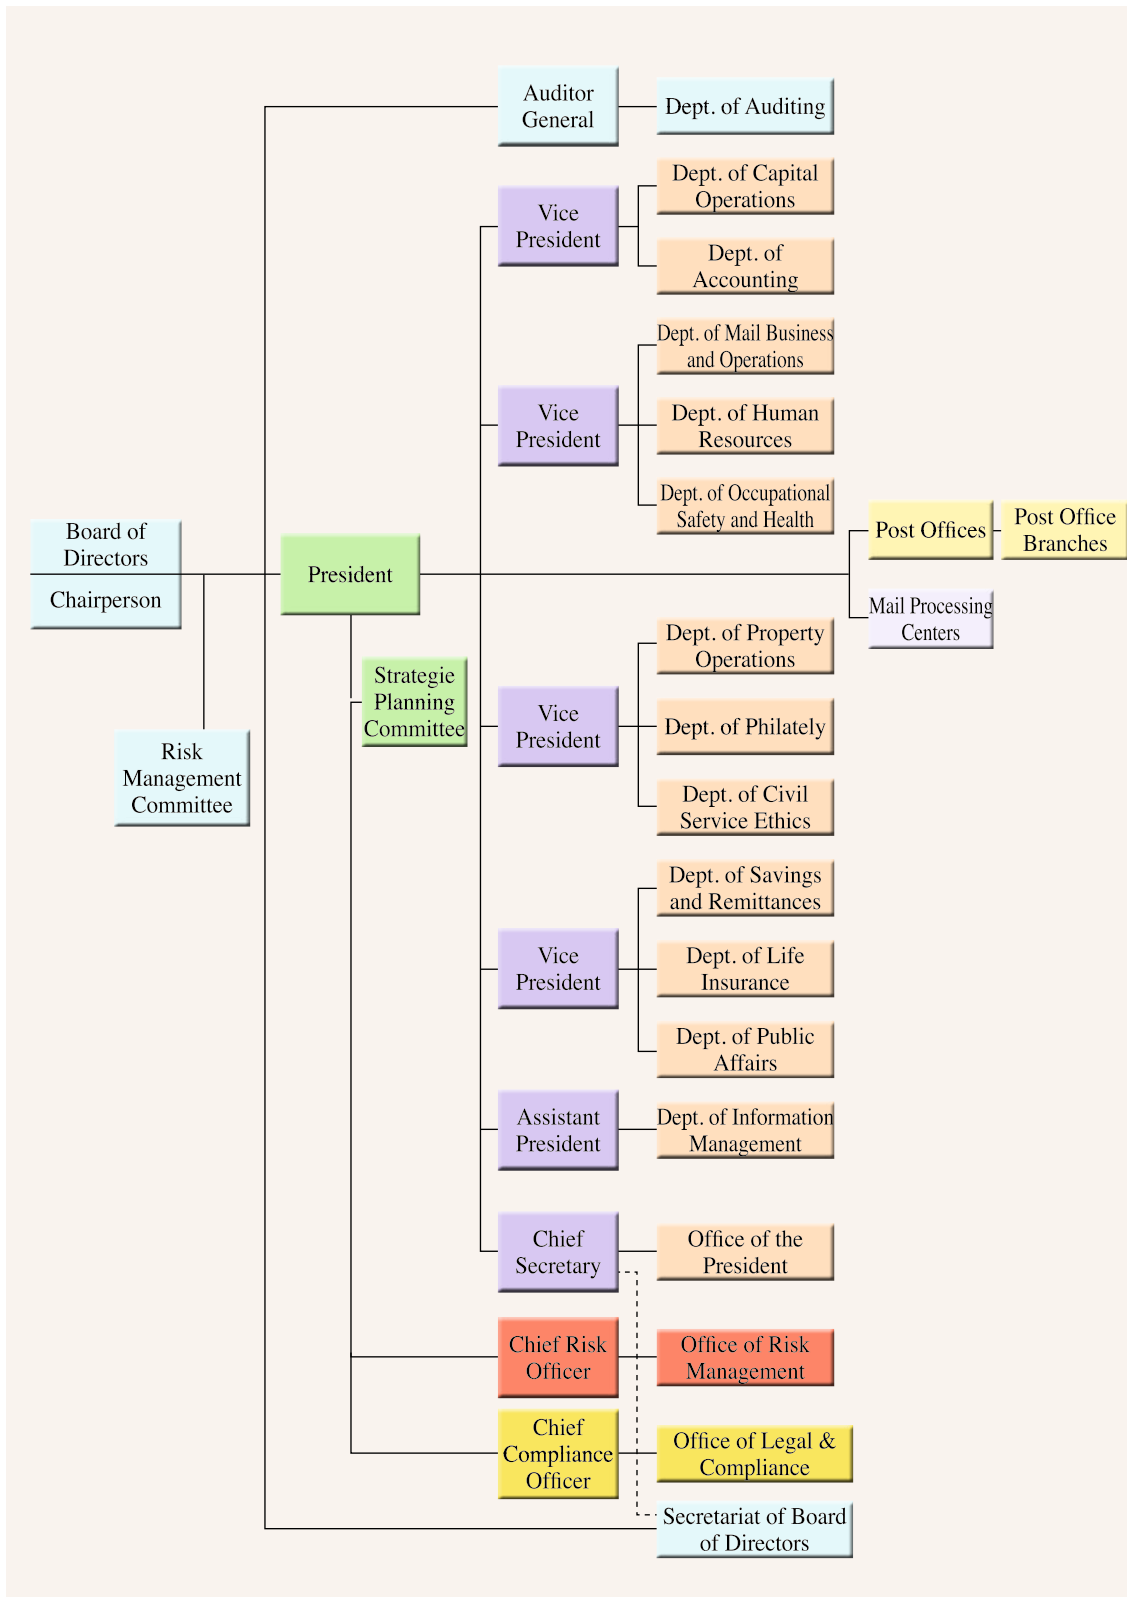 Auditor
General
Dept. of Auditing
Vice
President
Dept. of Capital
Operations
Dept. of
Accounting
Vice
President
Dept. of Mail Business
and Operations
Dept. of Human
Resources
Dept. of Occupational
Safety and Health
Board of
Directors
Chairperson
President
Post Offices
Post Office
Branches
Mail Processing
Centers
Strategie
Planning
Committee
Risk
Management
Committee
Vice
President
Dept. of Property
Operations
Dept. of Philately
Dept. of Civil
Service Ethics
Vice
President
Dept. of Savings
and Remittances
Dept. of Life
Insurance
Dept. of Public
Affairs
Assistant
President
Dept. of Information
Management
Chief
Secretary
Office of the
President
Chief Risk
Officer
Office of Risk
Management
Chief
Compliance
Officer
Office of Legal &
Compliance
Secretariat of Board
of Directors